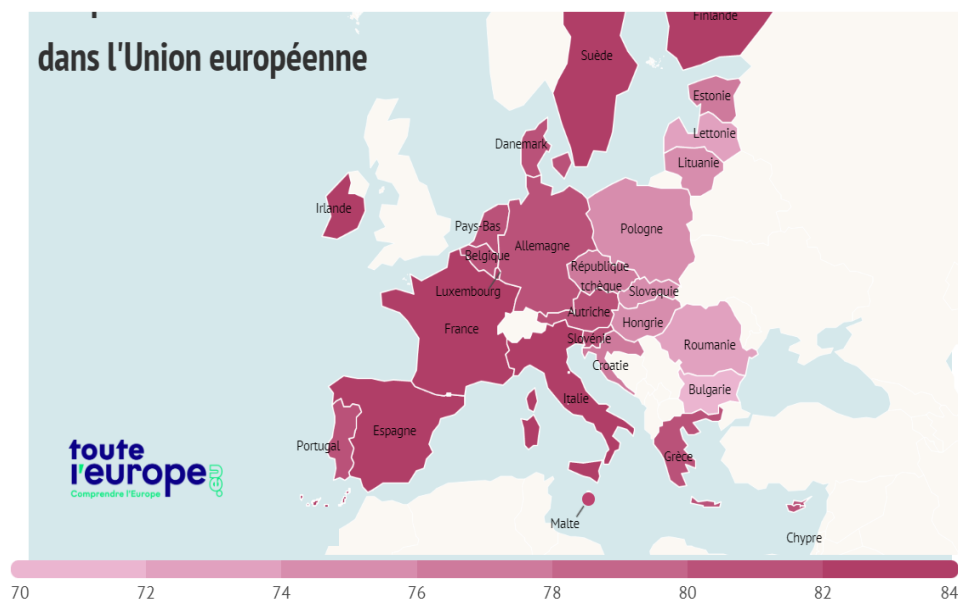 dans l'Union européenne
Finlande
Suède
Estonie
Lettonie
Danemark
Lituanie
Irlande
Pays-Bas
Pologne
Allemagne
Belgique
République
tchèque
Luxembourg
Slovaquie
Autriche
Hongrie
France
Slovénie
Roumanie
Croatie
Bulgarie
Italie
Espagne
Portugal
Grèce
toute
l'europe
.eu
Comprendre l'Europe
Malte
Chypre
70 72 74 76 78 80 82 84